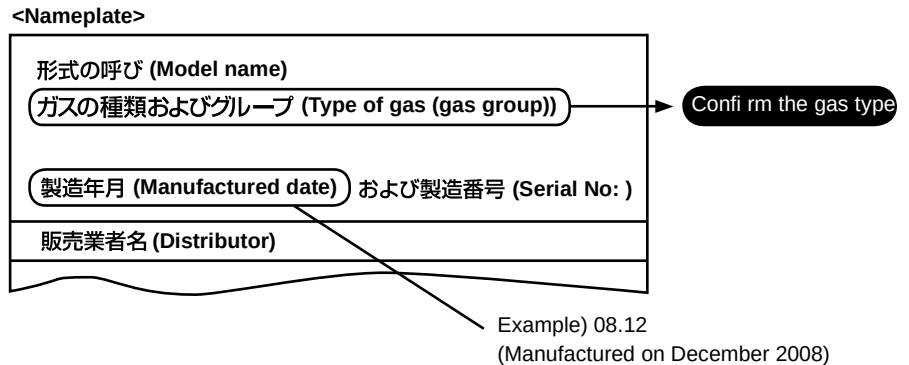 <Nameplate>
形式の呼び (Model name)
ガスの種類およびグループ (Type of gas (gas group))
Confi rm the gas type
製造年月 (Manufactured date) および製造番号 (Serial No: )
販売業者名 (Distributor)
Example) 08.12
(Manufactured on December 2008)